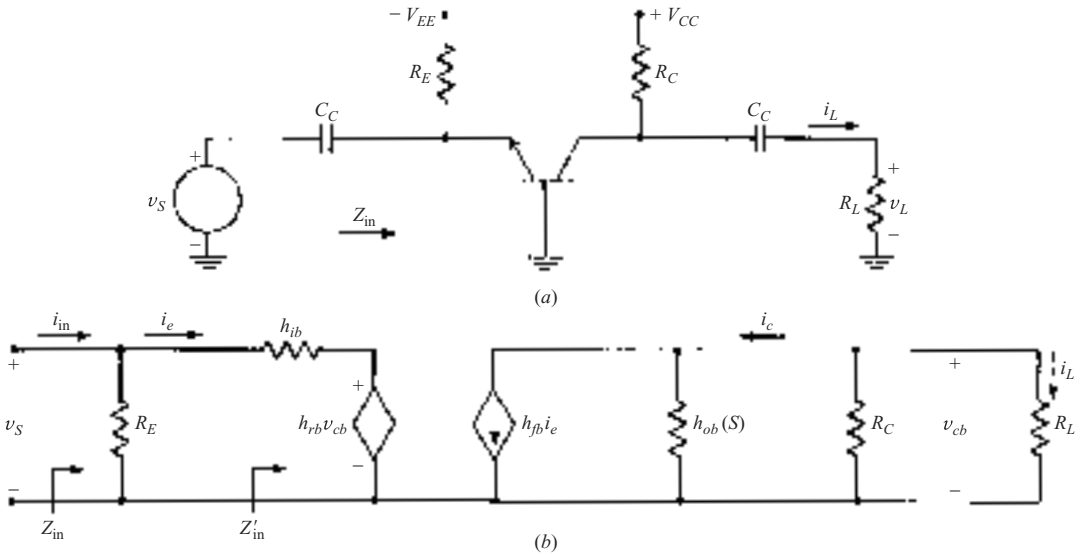 − V_EE
+ V_CC
R_E
R_C
C_C
C_C
i_L
+
v_S
−
Z_in
R_L
+
v_L
−
(a)
i_in
i_e
h_ib
i_c
+
v_S
−
R_E
+
h_rb v_cb
−
h_fb i_e
h_ob (S)
R_C
+
v_cb
−
i_L
R_L
Z_in
Z′_in
(b)